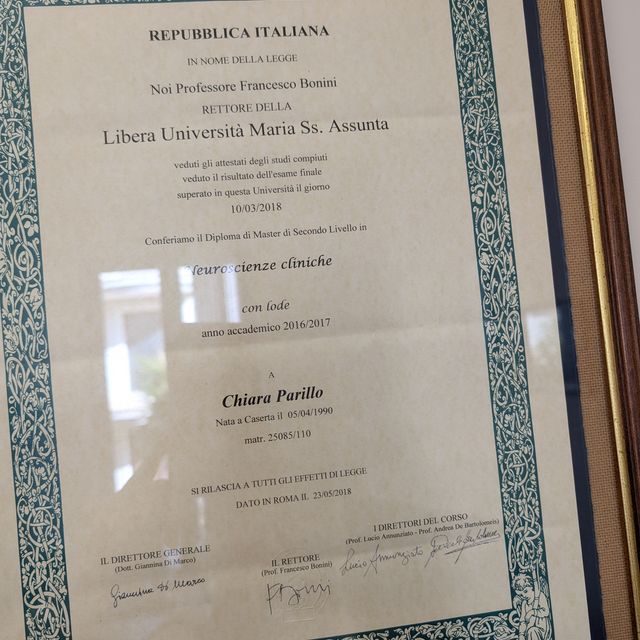 REPUBBLICA ITALIANA
IN NOME DELLA LEGGE
Noi Professore Francesco Bonini
RETTORE DELLA
Libera Università Maria Ss. Assunta
veduti gli attestati degli studi compiuti
veduto il risultato dell'esame finale
superato in questa Università il giorno
10/03/2018
Conferiamo il Diploma di Master di Secondo Livello in
Neuroscienze cliniche
con lode
anno accademico 2016/2017
A
Chiara Parillo
Nata a Caserta il 05/04/1990
matr. 25085/110
SI RILASCIA A TUTTI GLI EFFETTI DI LEGGE
DATO IN ROMA IL 23/05/2018
IL DIRETTORE GENERALE
(Dott. Giannina Di Marco)
Giannina Di Marco
IL RETTORE
(Prof. Francesco Bonini)
I DIRETTORI DEL CORSO
(Prof. Lucio Annunziato - Prof. Andrea De Bartolomeis)
Lucio Annunziato